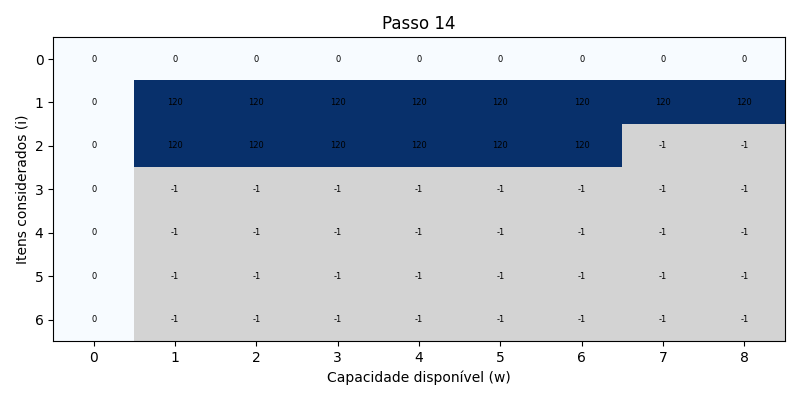 Passo 14
0 0 0 0 0 0 0 0 0 0
1 0 120 120 120 120 120 120 120 120
2 0 120 120 120 120 120 120 -1 -1
3 0 -1 -1 -1 -1 -1 -1 -1 -1
4 0 -1 -1 -1 -1 -1 -1 -1 -1
5 0 -1 -1 -1 -1 -1 -1 -1 -1
6 0 -1 -1 -1 -1 -1 -1 -1 -1
0 1 2 3 4 5 6 7 8
Itens considerados (i)
Capacidade disponível (w)